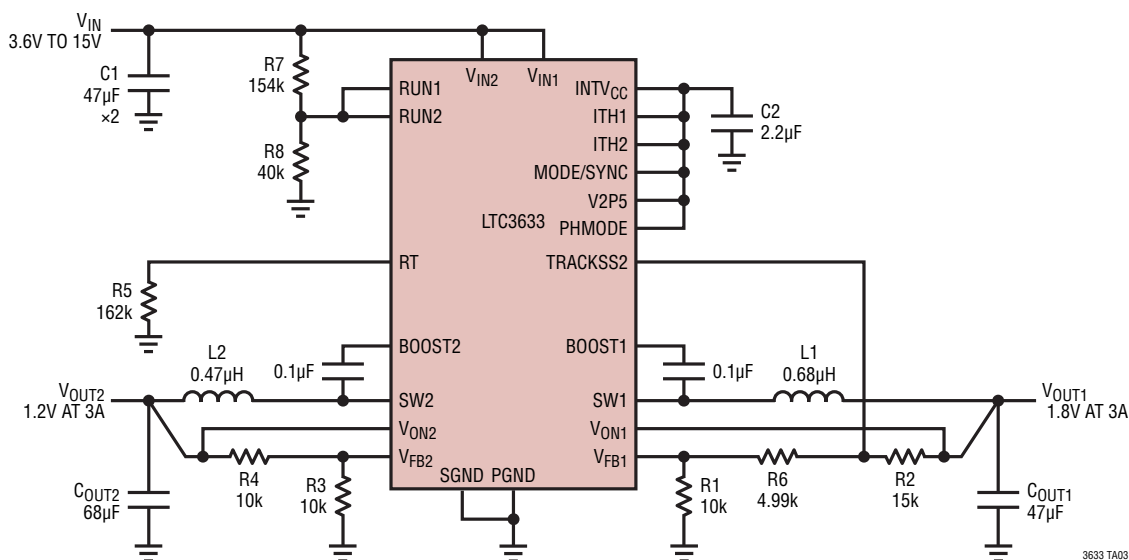 VIN
3.6V TO 15V
C1
47µF
×2
R7
154k
R8
40k
VIN2
VIN1
RUN1
RUN2
INTVCC
ITH1
ITH2
MODE/SYNC
V2P5
PHMODE
LTC3633
C2
2.2µF
RT
TRACKSS2
R5
162k
BOOST2
BOOST1
L2
0.47µH
0.1µF
0.1µF
L1
0.68µH
VOUT2
1.2V AT 3A
SW2
SW1
VOUT1
1.8V AT 3A
VON2
VON1
VFB2
VFB1
SGND PGND
COUT2
68µF
R4
10k
R3
10k
R1
10k
R6
4.99k
R2
15k
COUT1
47µF
3633 TA03